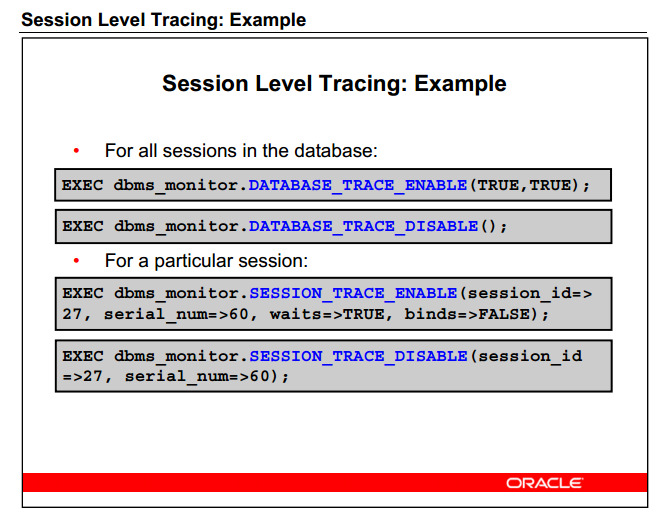 Session Level Tracing: Example
Session Level Tracing: Example
• For all sessions in the database:
EXEC dbms_monitor.DATABASE_TRACE_ENABLE(TRUE,TRUE);
EXEC dbms_monitor.DATABASE_TRACE_DISABLE();
• For a particular session:
EXEC dbms_monitor.SESSION_TRACE_ENABLE(session_id=>
27, serial_num=>60, waits=>TRUE, binds=>FALSE);
EXEC dbms_monitor.SESSION_TRACE_DISABLE(session_id
=>27, serial_num=>60);
ORACLE